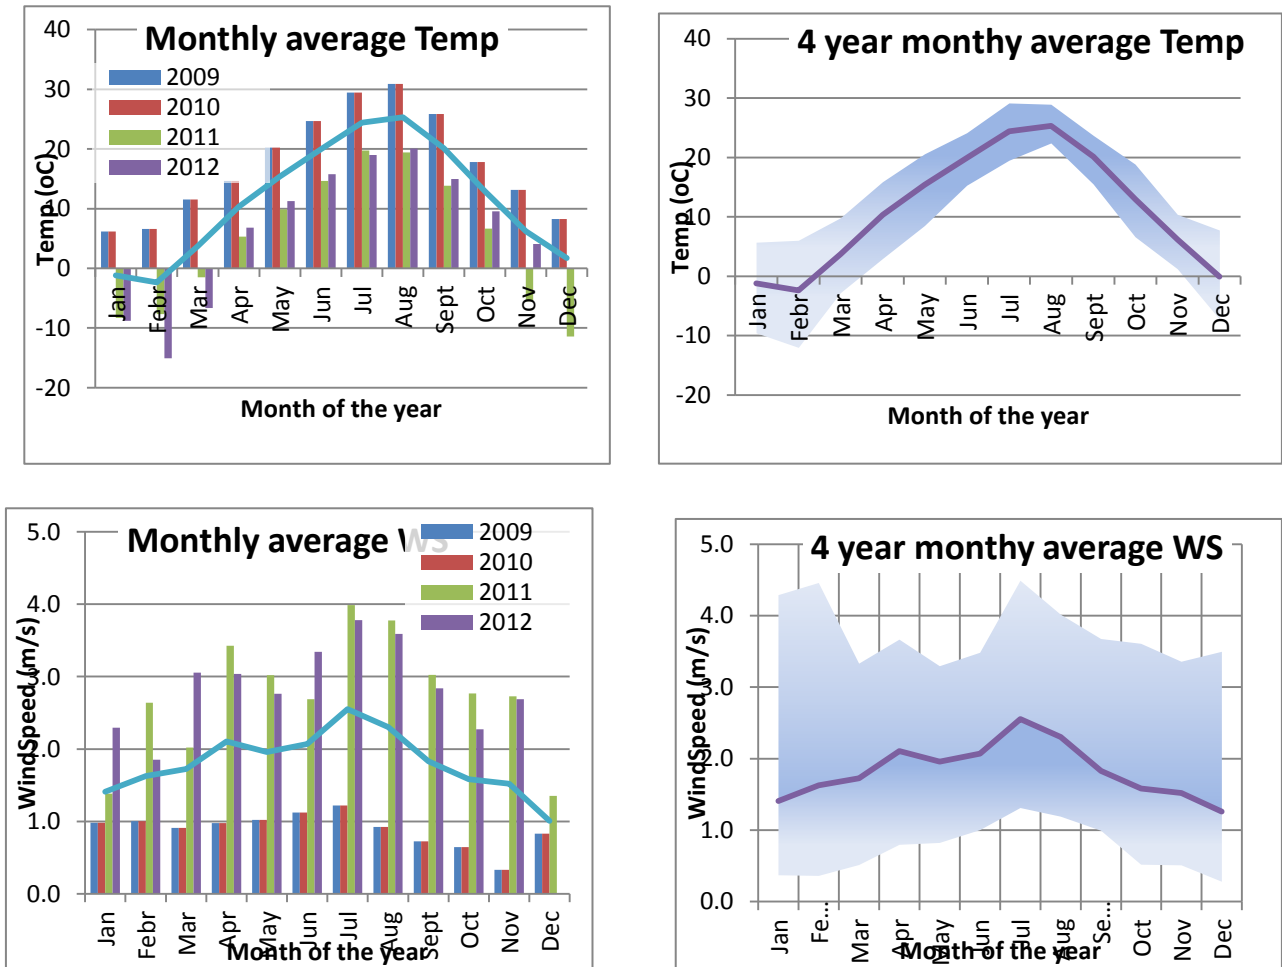 Monthly average Temp
2009
2010
2011
2012
40
30
20
10
0
-10
-20
Temp (oC)
Jan
Febr
Mar
Apr
May
Jun
Jul
Aug
Sept
Oct
Nov
Dec
Month of the year
4 year monthy average Temp
40
30
20
10
0
-10
-20
Temp (oC)
Jan
Febr
Mar
Apr
May
Jun
Jul
Aug
Sept
Oct
Nov
Dec
Month of the year
Monthly average WS
2009
2010
2011
2012
5.0
4.0
3.0
2.0
1.0
0.0
WindSpeed (m/s)
Jan
Febr
Mar
Apr
May
Jun
Jul
Aug
Sept
Oct
Nov
Dec
Month of the year
4 year monthy average WS
5.0
4.0
3.0
2.0
1.0
0.0
WindSpeed (m/s)
Jan
Fe...
Mar
Apr
May
Jun
Jul
Aug
Se...
Oct
Nov
Dec
Month of the year